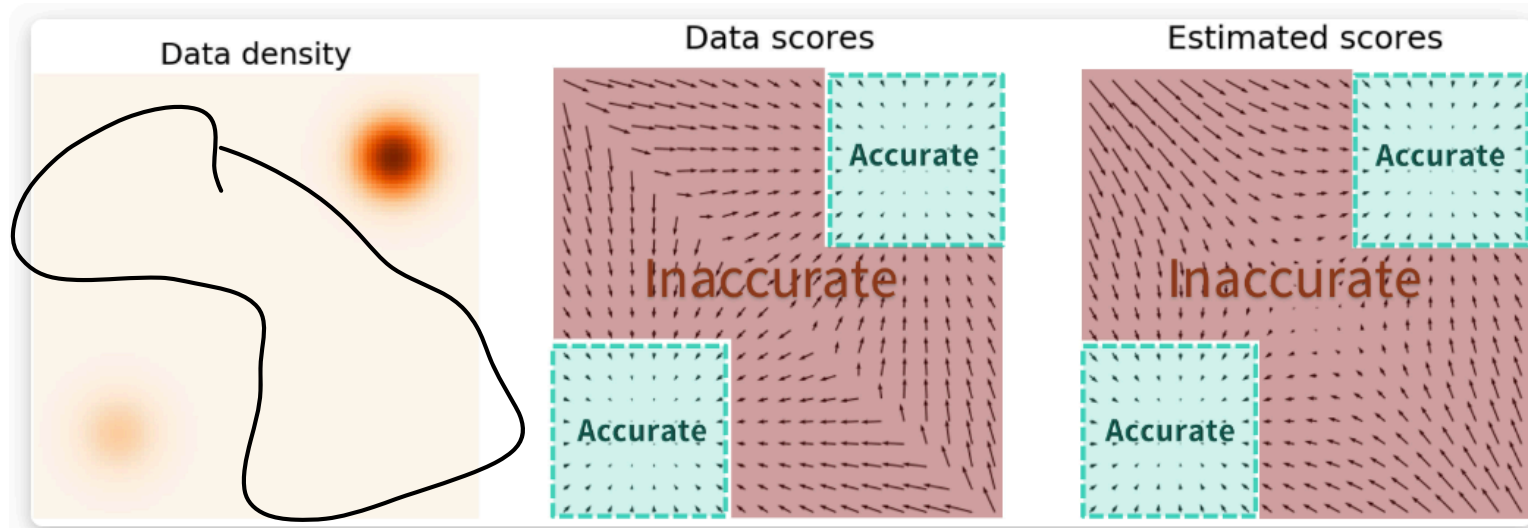 Data density
Data scores
Estimated scores
Accurate
Accurate
Inaccurate
Inaccurate
Accurate
Accurate